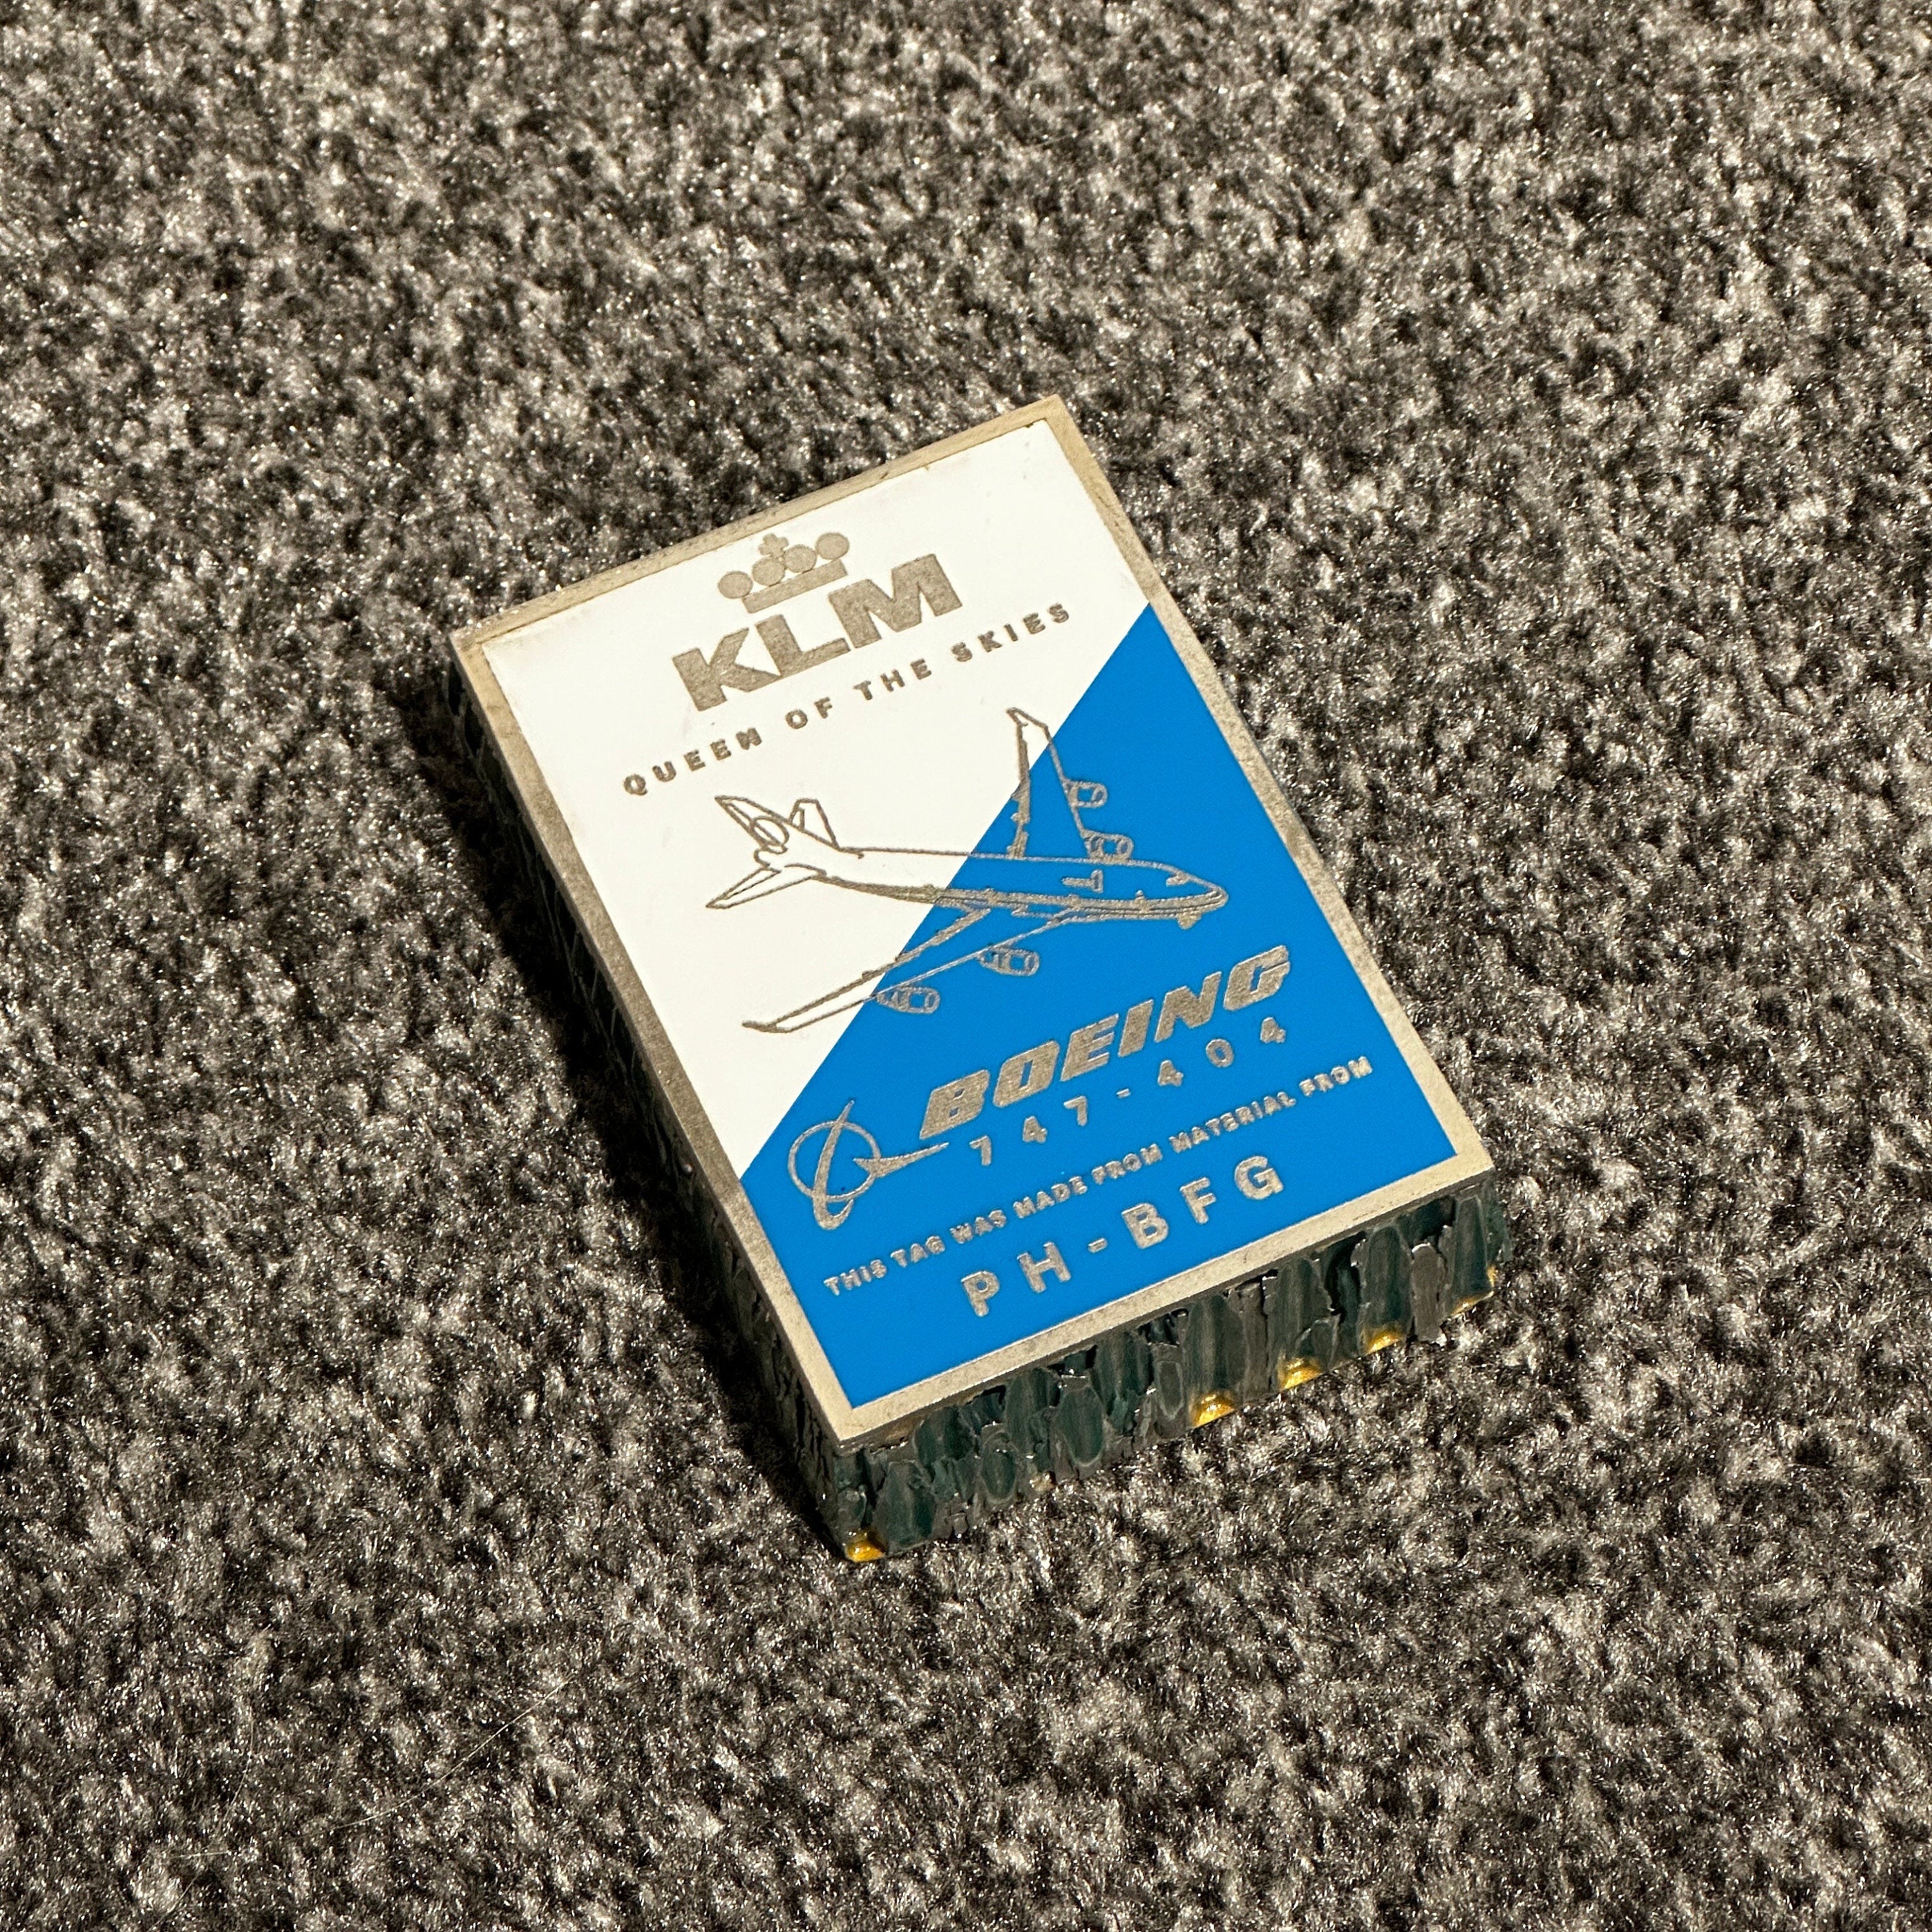 KLM
QUEEN OF THE SKIES
BOEING
747-404
THIS TAG WAS MADE FROM MATERIAL FROM
PH-BFG